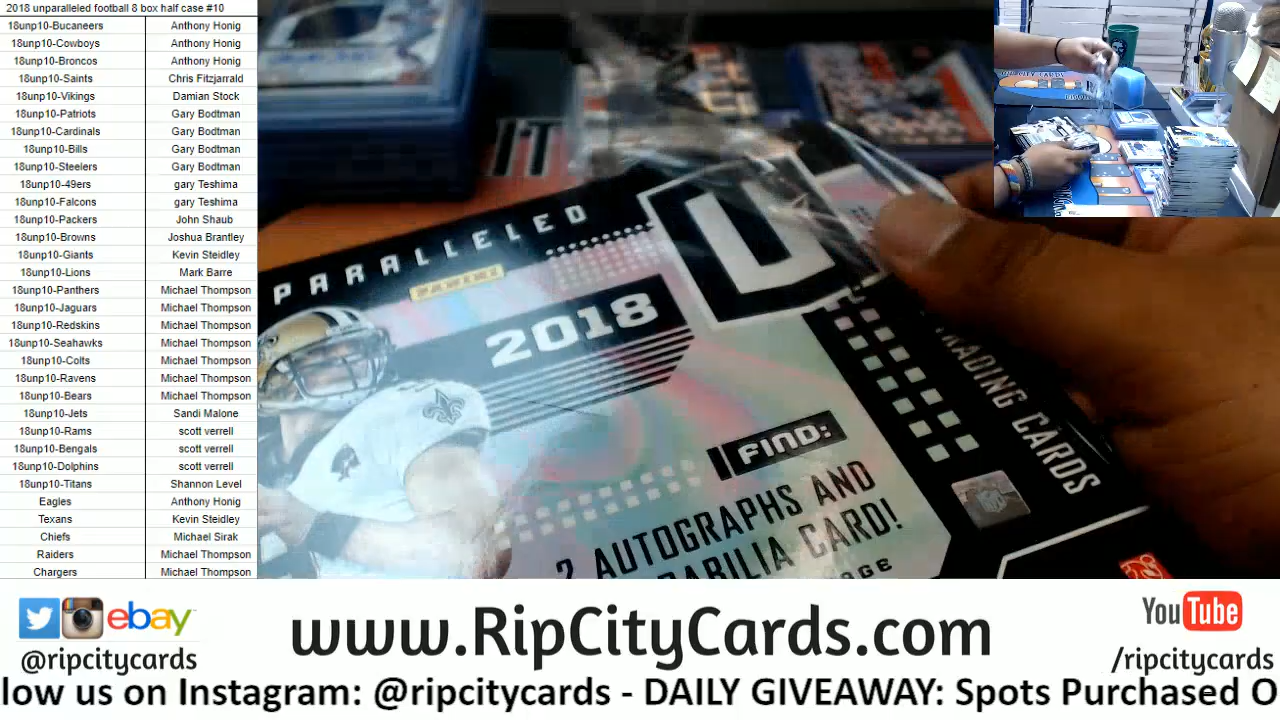 2018 unparalleled football 8 box half case #10
18unp10-Bucaneers Anthony Honig
18unp10-Cowboys Anthony Honig
18unp10-Broncos Anthony Honig
18unp10-Saints Chris Fitzjarrald
18unp10-Vikings Damian Stock
18unp10-Patriots Gary Bodtman
18unp10-Cardinals Gary Bodtman
18unp10-Bills Gary Bodtman
18unp10-Steelers Gary Bodtman
18unp10-49ers gary Teshima
18unp10-Falcons gary Teshima
18unp10-Packers John Shaub
18unp10-Browns Joshua Brantley
18unp10-Giants Kevin Steidley
18unp10-Lions Mark Barre
18unp10-Panthers Michael Thompson
18unp10-Jaguars Michael Thompson
18unp10-Redskins Michael Thompson
18unp10-Seahawks Michael Thompson
18unp10-Colts Michael Thompson
18unp10-Ravens Michael Thompson
18unp10-Bears Michael Thompson
18unp10-Jets Sandi Malone
18unp10-Rams scott verrell
18unp10-Bengals scott verrell
18unp10-Dolphins scott verrell
18unp10-Titans Shannon Level
Eagles Anthony Honig
Texans Kevin Steidley
Chiefs Michael Sirak
Raiders Michael Thompson
Chargers Michael Thompson
PARALLELED
PANINI
2018
U
TRADING CARDS
FIND:
2 AUTOGRAPHS AND
CARD!
NFL
ebay
@ripcitycards
www.RipCityCards.com
YouTube
/ripcitycards
low us on Instagram: @ripcitycards - DAILY GIVEAWAY: Spots Purchased O